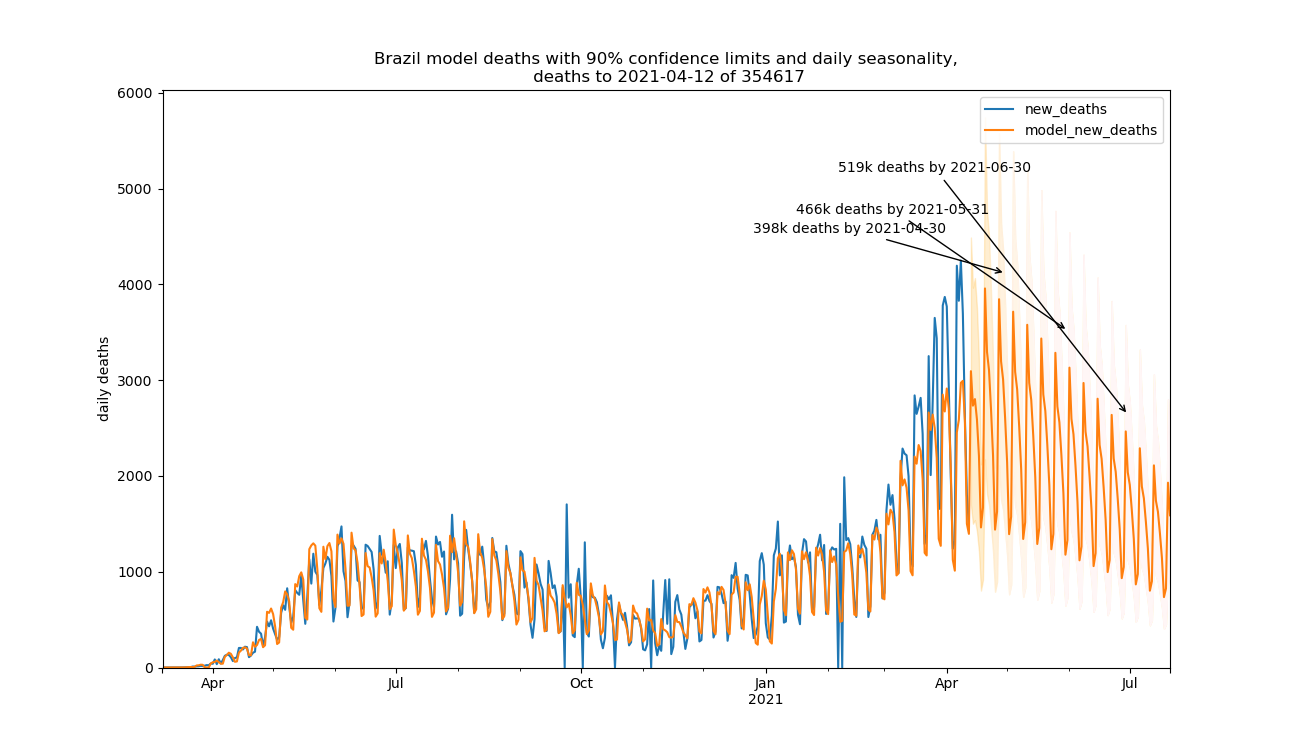 Brazil model deaths with 90% confidence limits and daily seasonality,
deaths to 2021-04-12 of 354617
new_deaths
model_new_deaths
519k deaths by 2021-06-30
466k deaths by 2021-05-31
398k deaths by 2021-04-30
daily deaths
6000
5000
4000
3000
2000
1000
0
Apr
Jul
Oct
Jan
2021
Apr
Jul